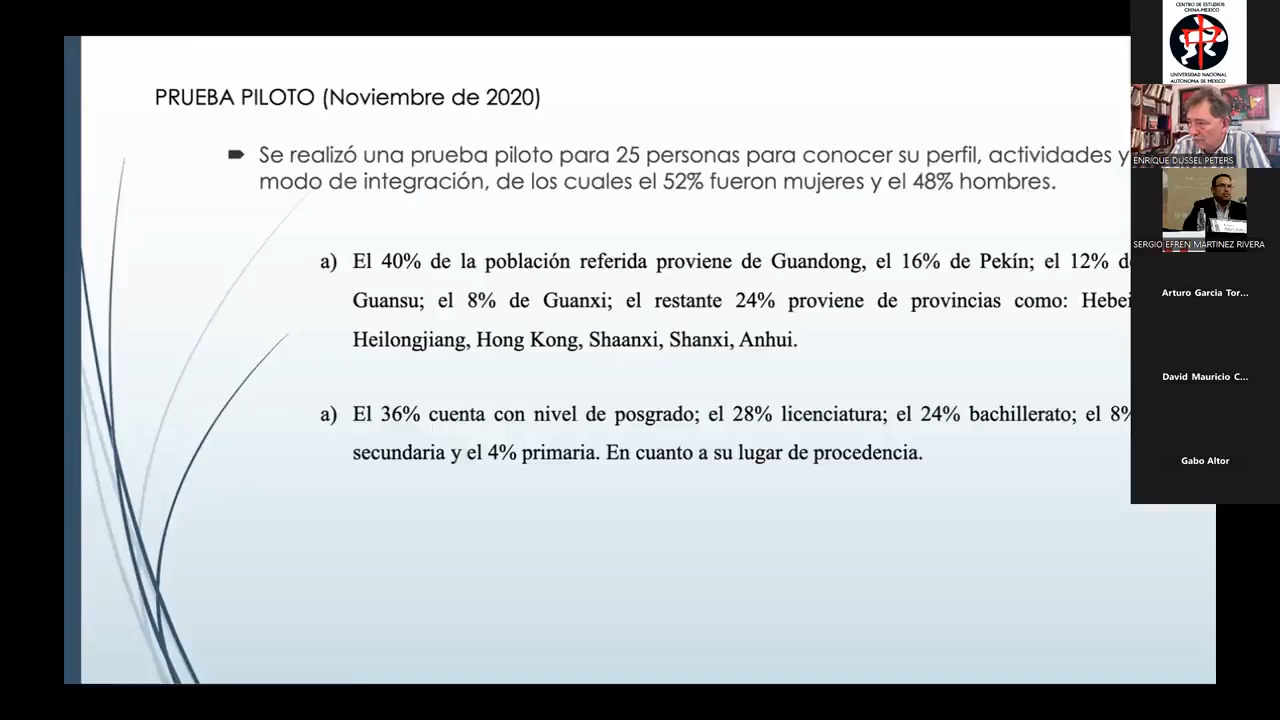 PRUEBA PILOTO (Noviembre de 2020)
Se realizó una prueba piloto para 25 personas para conocer su perfil, actividades y
modo de integración, de los cuales el 52% fueron mujeres y el 48% hombres.
a) El 40% de la población referida proviene de Guandong, el 16% de Pekín; el 12%
Guansu; el 8% de Guanxi; el restante 24% proviene de provincias como: Hebei
Heilongjiang, Hong Kong, Shaanxi, Shanxi, Anhui.
a) El 36% cuenta con nivel de posgrado; el 28% licenciatura; el 24% bachillerato; el 8%
secundaria y el 4% primaria. En cuanto a su lugar de procedencia.
CENTRO DE ESTUDIOS
CHINA-MEXICO
UNIVERSIDAD NACIONAL
AUTONOMA DE MEXICO
ENRIQUE DUSSEL PETERS
SERGIO EFREN MARTINEZ RIVERA
Arturo Garcia Tor...
David Mauricio C...
Gabo Altor